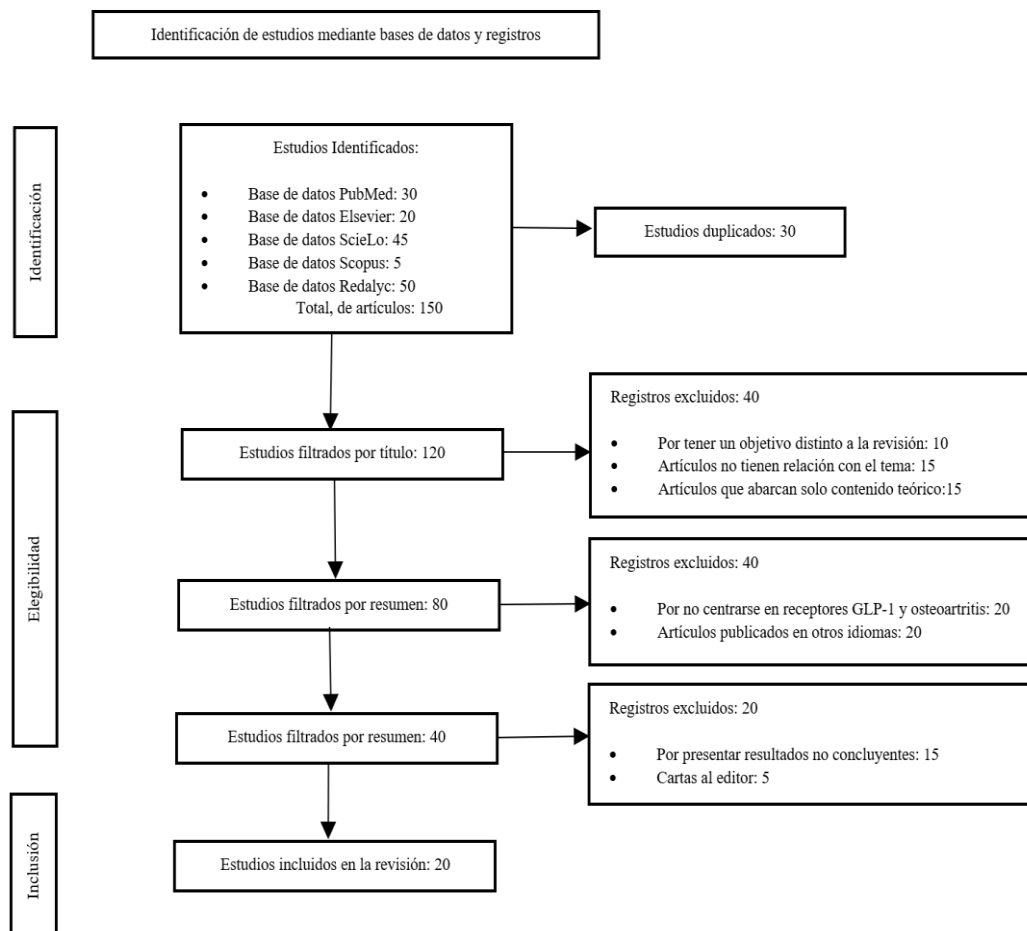 Identificación de estudios mediante bases de datos y registros
Identificación
Estudios Identificados:
• Base de datos PubMed: 30
• Base de datos Elsevier: 20
• Base de datos ScieLo: 45
• Base de datos Scopus: 5
• Base de datos Redalyc: 50
Total, de artículos: 150
Estudios duplicados: 30
Elegibilidad
Estudios filtrados por título: 120
Registros excluidos: 40
• Por tener un objetivo distinto a la revisión: 10
• Artículos no tienen relación con el tema: 15
• Artículos que abarcan solo contenido teórico:15
Estudios filtrados por resumen: 80
Registros excluidos: 40
• Por no centrarse en receptores GLP-1 y osteoartritis: 20
• Artículos publicados en otros idiomas: 20
Estudios filtrados por resumen: 40
Registros excluidos: 20
• Por presentar resultados no concluyentes: 15
• Cartas al editor: 5
Inclusión
Estudios incluidos en la revisión: 20